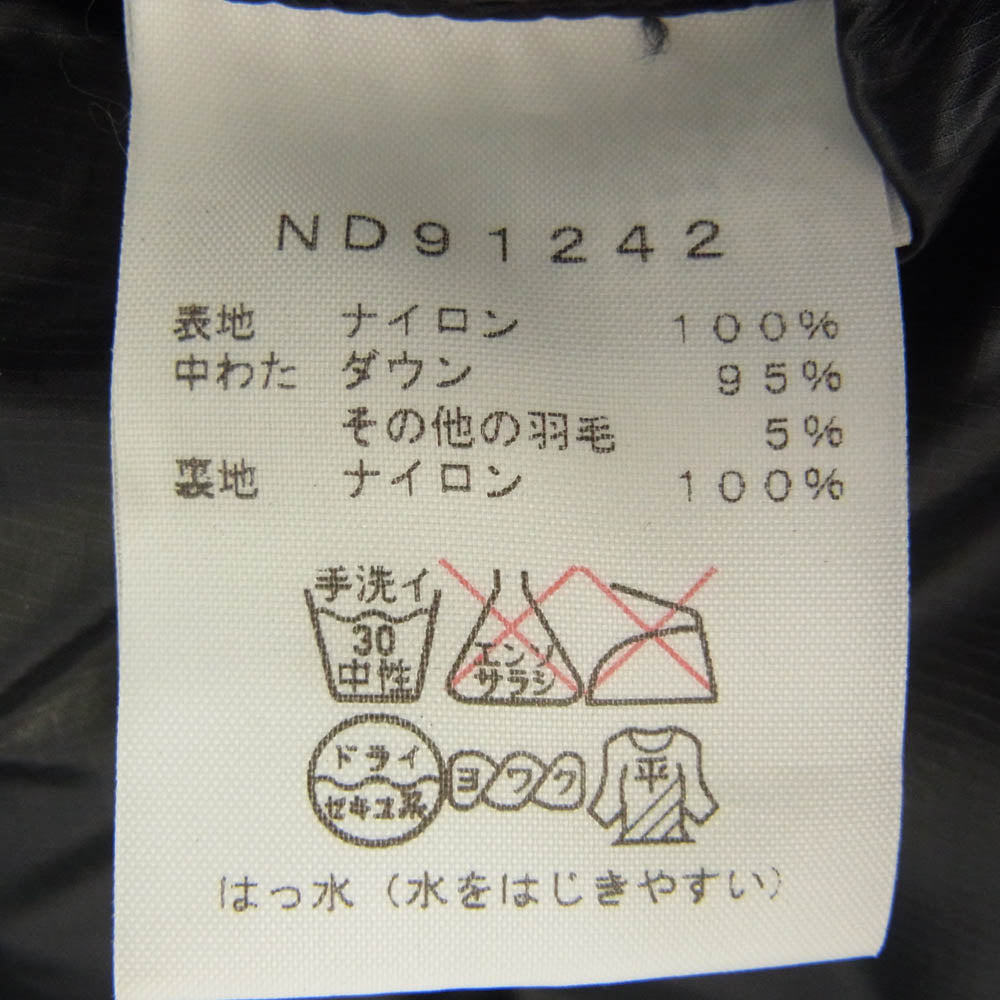 ND91242
表地 ナイロン 100%
中わた ダウン 95%
その他の羽毛 5%
裏地 ナイロン 100%
手洗イ
30
中性
エンソ
サラシ
ドライ
セキユ系
ヨワク
平
はっ水（水をはじきやすい）